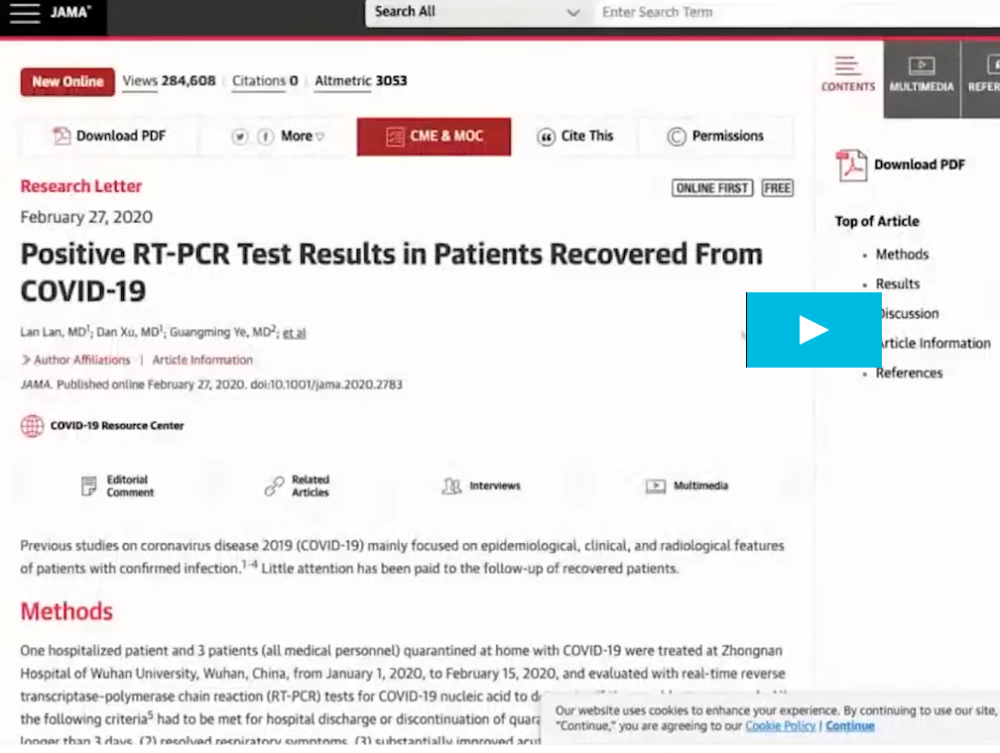 JAMA
Search All
Enter Search Term
New Online Views 284,608 Citations 0 Altmetric 3053
CONTENTS
MULTIMEDIA
Download PDF
More
CME & MOC
Cite This
Permissions
Download PDF
Research Letter
ONLINE FIRST FREE
February 27, 2020
Top of Article
Positive RT-PCR Test Results in Patients Recovered From
COVID-19
Methods
Results
Discussion
Article Information
References
Lan Lan, MD1; Dan Xu, MD1; Guangming Ye, MD2; et al
Author Affiliations | Article Information
JAMA. Published online February 27, 2020. doi:10.1001/jama.2020.2783
COVID-19 Resource Center
Editorial
Comment
Related
Articles
Interviews
Multimedia
Previous studies on coronavirus disease 2019 (COVID-19) mainly focused on epidemiological, clinical, and radiological features
of patients with confirmed infection.1-4 Little attention has been paid to the follow-up of recovered patients.
Methods
One hospitalized patient and 3 patients (all medical personnel) quarantined at home with COVID-19 were treated at Zhongnan
Hospital of Wuhan University, Wuhan, China, from January 1, 2020, to February 15, 2020, and evaluated with real-time reverse
transcriptase-polymerase chain reaction (RT-PCR) tests for COVID-19 nucleic acid to
the following criteria5 had to be met for hospital discharge or discontinuation of
longer than 3 days, (2) resolved respiratory symptoms, (3) substantially improved
Our website uses cookies to enhance your experience. By continuing to use our site,
"Continue," you are agreeing to our Cookie Policy | Continue